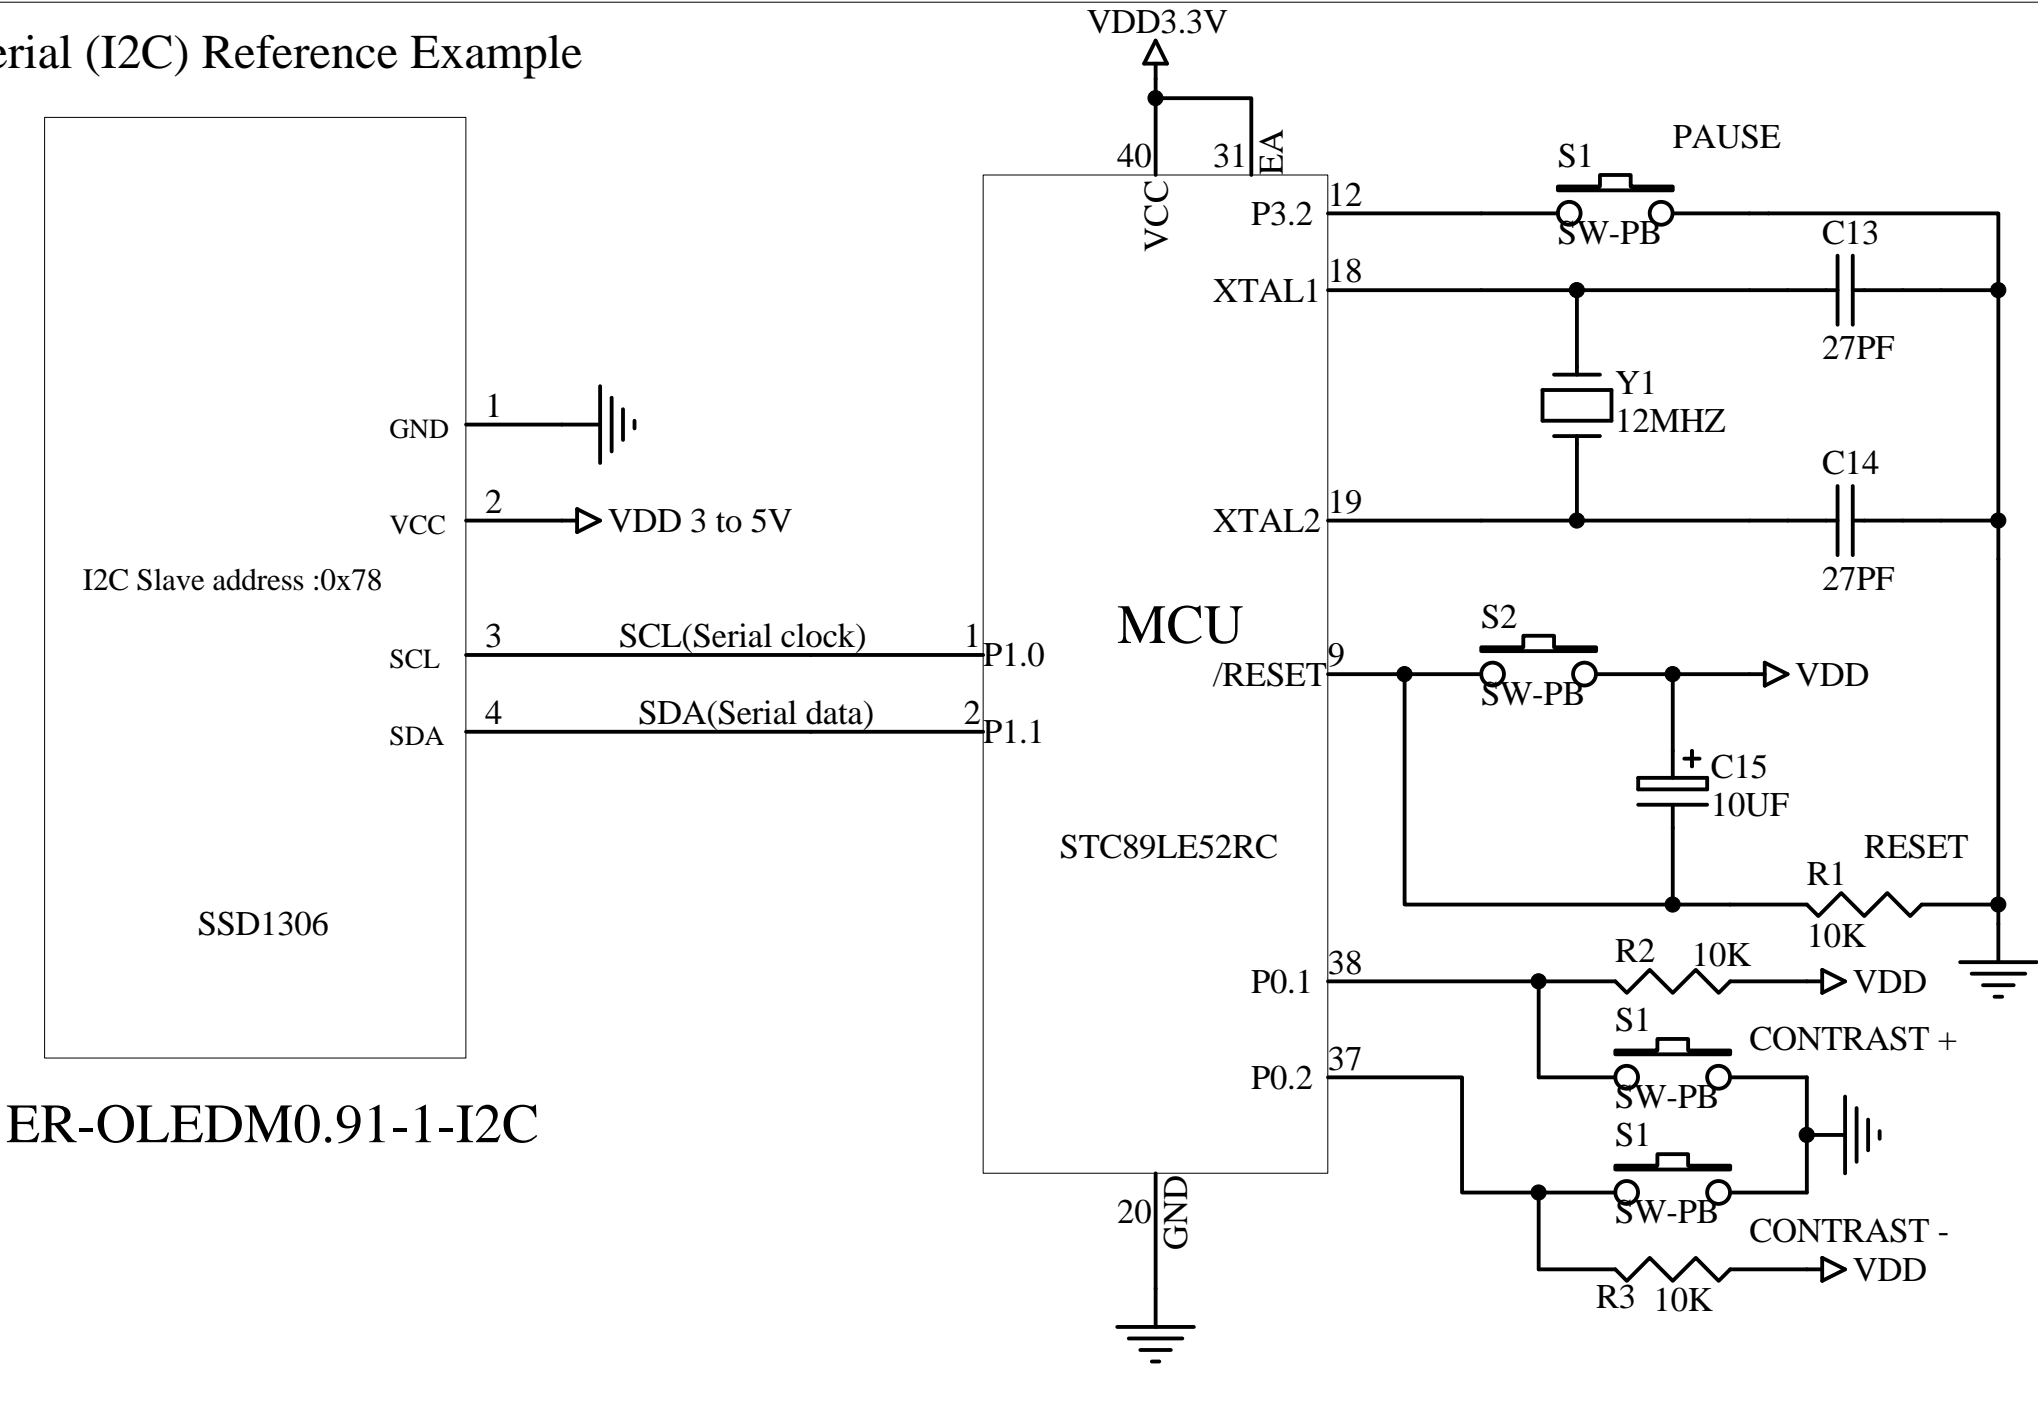 erial (I2C) Reference Example
VDD3.3V
40
31
EA
VCC
PAUSE
S1
SW-PB
P3.2
12
C13
27PF
XTAL1
18
Y1
12MHZ
C14
27PF
XTAL2
19
GND
1
VCC
2
VDD 3 to 5V
I2C Slave address :0x78
SCL
3
SCL(Serial clock)
1
P1.0
SDA
4
SDA(Serial data)
2
P1.1
MCU
S2
SW-PB
/RESET
9
VDD
+
C15
10UF
STC89LE52RC
RESET
R1
10K
SSD1306
P0.1
38
R2
10K
VDD
S1
CONTRAST +
SW-PB
P0.2
37
S1
SW-PB
CONTRAST -
VDD
R3
10K
ER-OLEDM0.91-1-I2C
20
GND